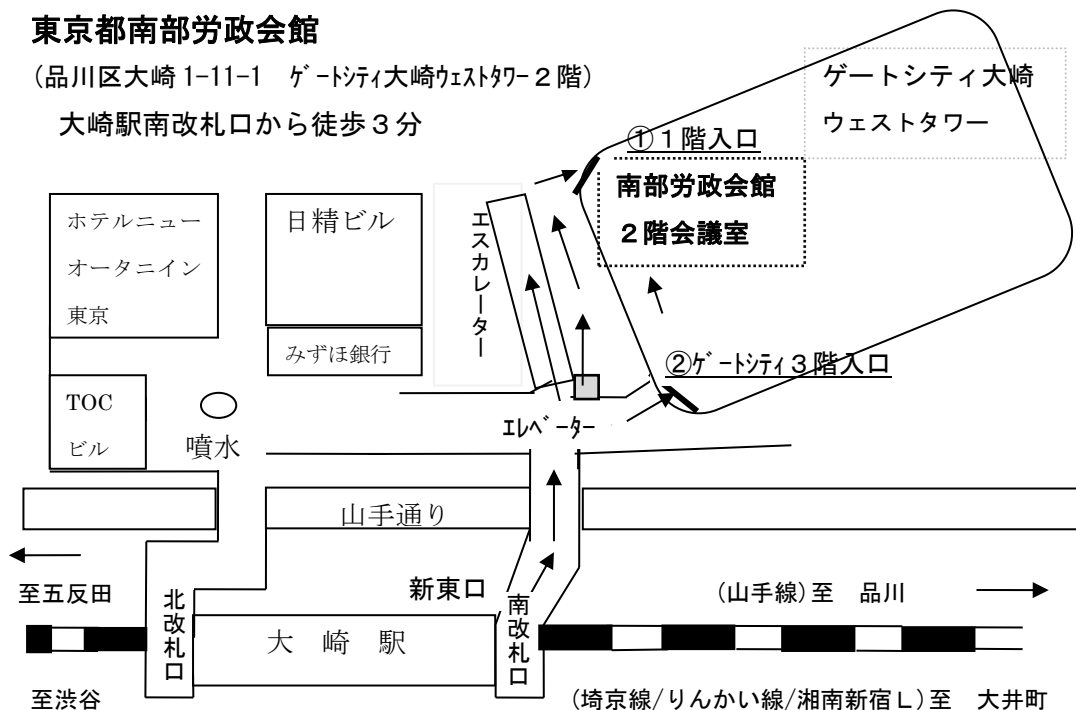 東京都南部労政会館
(品川区大崎 1-11-1　ｹﾞｰﾄｼﾃｨ大崎ｳｪｽﾄﾀﾜｰ２階)
大崎駅南改札口から徒歩３分
ゲートシティ大崎
ウェストタワー
①１階入口
南部労政会館
２階会議室
ホテルニュー
オータニイン
東京
日精ビル
みずほ銀行
エスカレーター
②ｹﾞｰﾄｼﾃｨ３階入口
TOC
ビル
噴水
ｴﾚﾍﾞｰﾀｰ
山手通り
至五反田
新東口
(山手線)至　品川
北改札口
大　崎　駅
南改札口
至渋谷
(埼京線/りんかい線/湘南新宿Ｌ)至　大井町